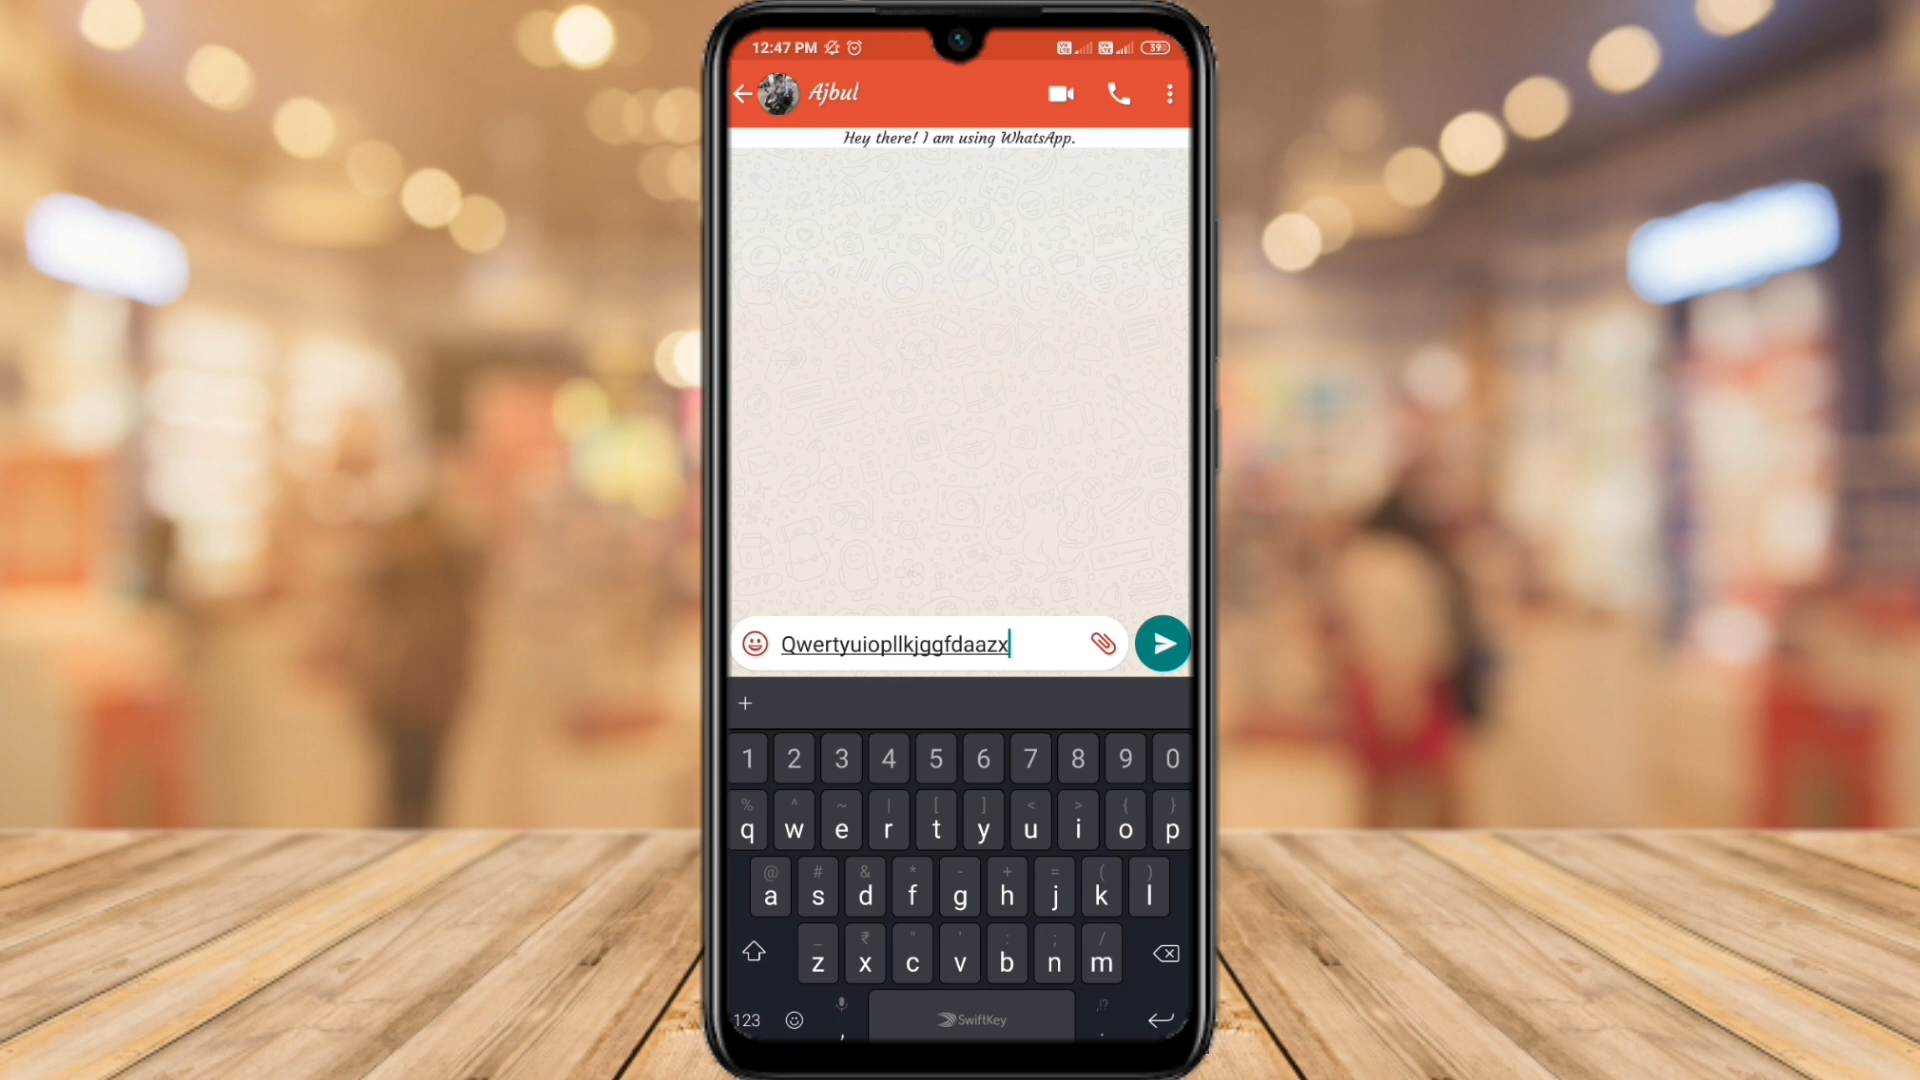 12:47 PM
39
Ajbul
Hey there! I am using WhatsApp.
Qwertyuiopllkjggfdaazx
+
1 2 3 4 5 6 7 8 9 0
% ^ ~ | [ ] < > { }
q w e r t y u i o p
@ # & * - + = ( )
a s d f g h j k l
_ ₹ " ' : ; /
z x c v b n m
,!?
123 , SwiftKey .